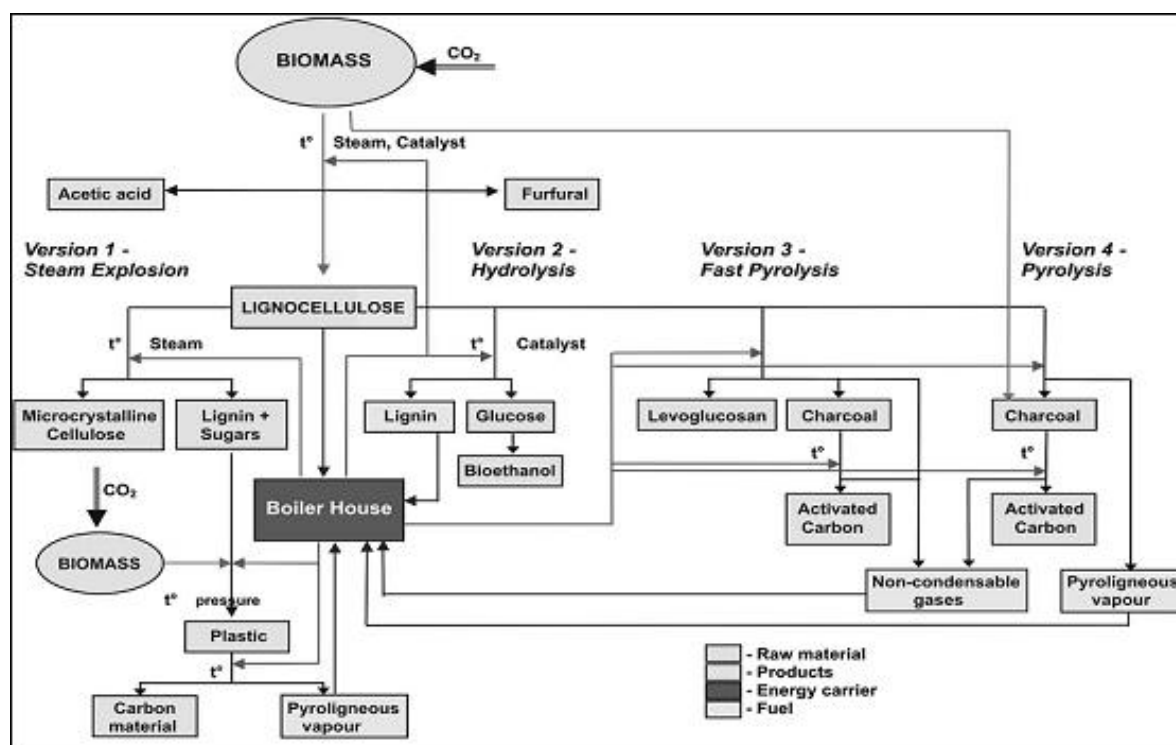 BIOMASS
CO₂
t° Steam, Catalyst
Acetic acid
Furfural
Version 1 -
Steam Explosion
Version 2 -
Hydrolysis
Version 3 -
Fast Pyrolysis
Version 4 -
Pyrolysis
LIGNOCELLULOSE
t° Steam
t° Catalyst
Microcrystalline
Cellulose
Lignin +
Sugars
Lignin
Glucose
Levoglucosan
Charcoal
Charcoal
t°
t°
Bioethanol
CO₂
Boiler House
Activated
Carbon
Activated
Carbon
BIOMASS
Non-condensable
gases
Pyroligneous
vapour
t° pressure
Plastic
t°
Carbon
material
Pyroligneous
vapour
- Raw material
- Products
- Energy carrier
- Fuel